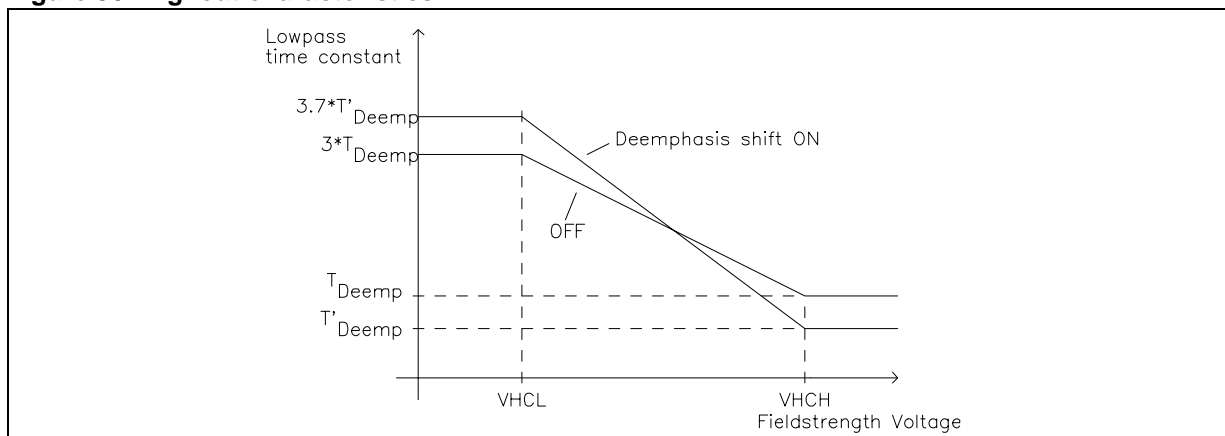 Lowpass
time constant
3.7*T'Deemp
3*TDeemp
Deemphasis shift ON
OFF
TDeemp
T'Deemp
VHCL
VHCH
Fieldstrength Voltage